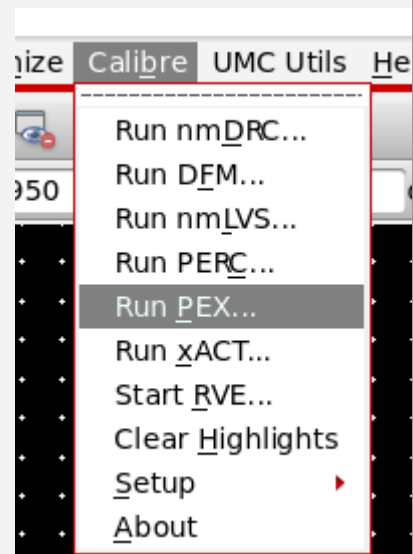 nize Calibre UMC Utils He
950
Run nmDRC...
Run DFM...
Run nmLVS...
Run PERC...
Run PEX...
Run xACT...
Start RVE...
Clear Highlights
Setup
About